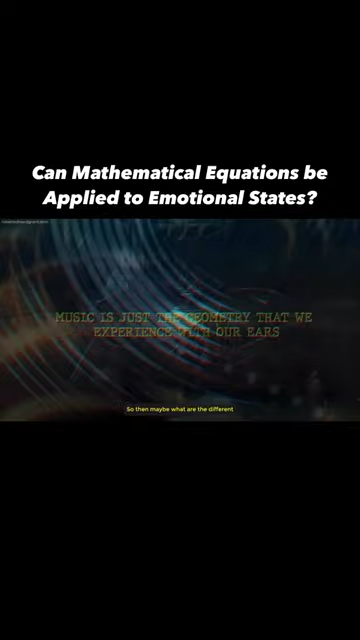 Can Mathematical Equations be
Applied to Emotional States?
MUSIC IS JUST THE GEOMETRY THAT WE
EXPERIENCE WITH OUR EARS
So then maybe what are the different